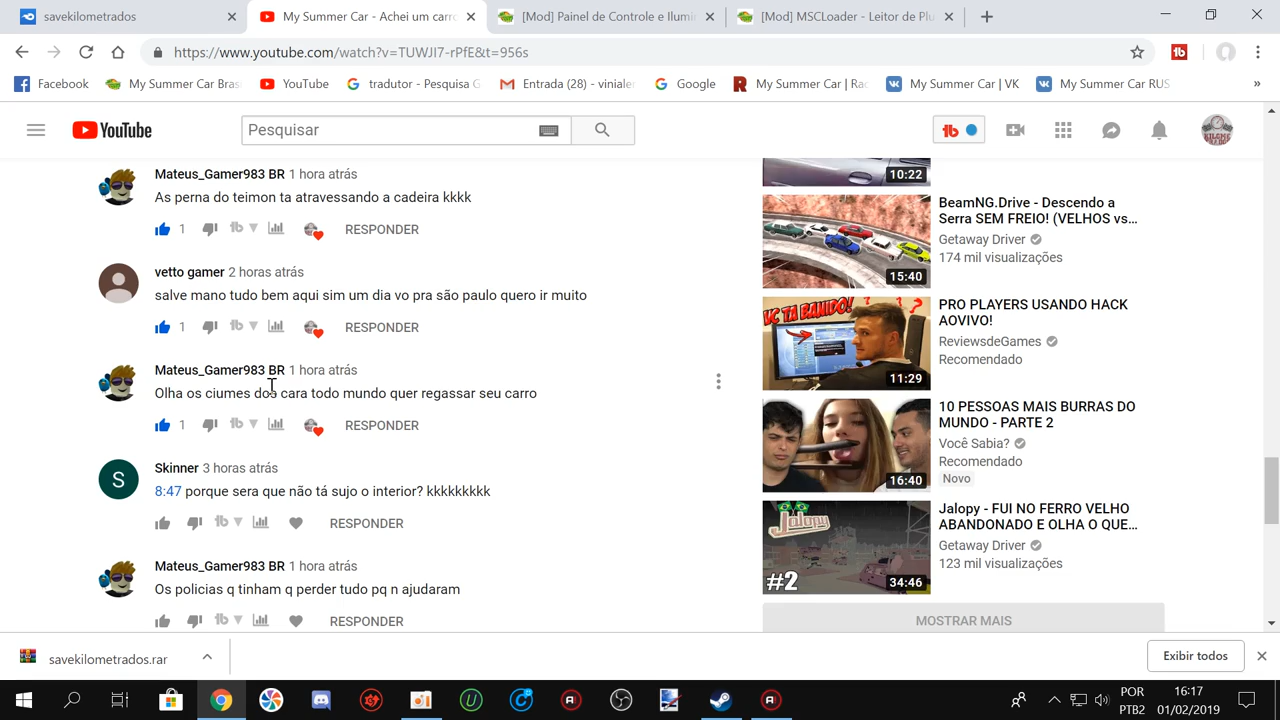 savekilometrados
My Summer Car - Achei um carro
[Mod] Painel de Controle e Ilumi
[Mod] MSCLoader - Leitor de Plu
https://www.youtube.com/watch?v=TUWJI7-rPfE&t=956s
Facebook
My Summer Car Bras
YouTube
tradutor - Pesquisa G
Entrada (28) - vinialer
Google
My Summer Car | Rac
My Summer Car | VK
My Summer Car RUS
»
YouTube
Pesquisar
Mateus_Gamer983 BR 1 hora atrás
As perna do teimon ta atravessando a cadeira kkkk
1 RESPONDER
vetto gamer 2 horas atrás
salve mano tudo bem aqui sim um dia vo pra são paulo quero ir muito
1 RESPONDER
Mateus_Gamer983 BR 1 hora atrás
Olha os ciumes dos cara todo mundo quer regassar seu carro
1 RESPONDER
S
Skinner 3 horas atrás
8:47 porque sera que não tá sujo o interior? kkkkkkkkk
RESPONDER
Mateus_Gamer983 BR 1 hora atrás
Os policias q tinham q perder tudo pq n ajudaram
RESPONDER
10:22
BeamNG.Drive - Descendo a
Serra SEM FREIO! (VELHOS vs...
Getaway Driver
174 mil visualizações
15:40
VC TA BANIDO!
PRO PLAYERS USANDO HACK
AOVIVO!
ReviewsdeGames
Recomendado
11:29
10 PESSOAS MAIS BURRAS DO
MUNDO - PARTE 2
Você Sabia?
Recomendado
Novo
16:40
Jalopy
#2
Jalopy - FUI NO FERRO VELHO
ABANDONADO E OLHA O QUE...
Getaway Driver
123 mil visualizações
34:46
MOSTRAR MAIS
savekilometrados.rar
Exibir todos
POR
PTB2
16:17
01/02/2019